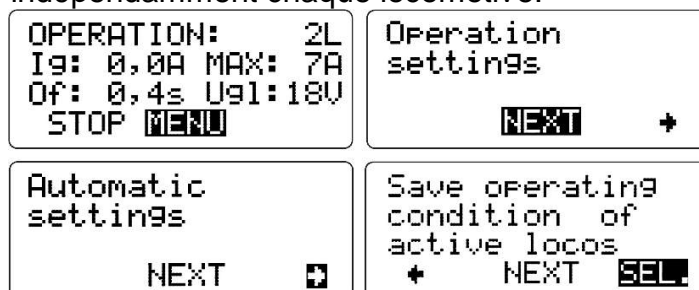 indépendamment chaque locomotive.
OPERATION: 2L
Ig: 0,0A MAX: 7A
Of: 0,4s Ugl:18V
STOP MENU
Operation
settings
NEXT →
Automatic
settings
NEXT →
Save operating
condition of
active locos
← NEXT SEL.